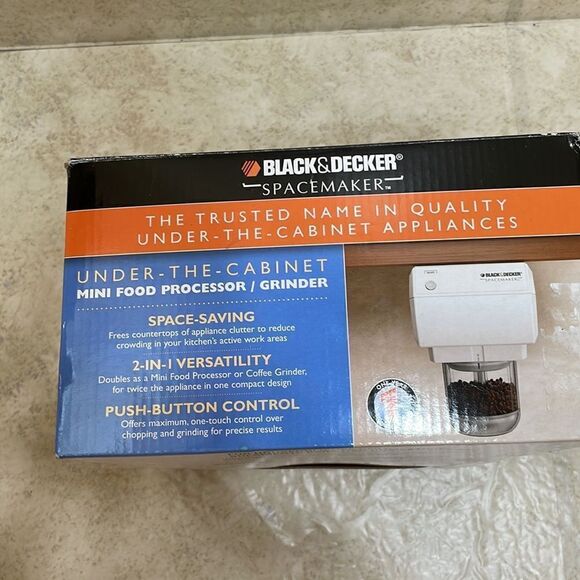 BLACK&DECKER®
SPACEMAKER™
THE TRUSTED NAME IN QUALITY
UNDER-THE-CABINET APPLIANCES
UNDER-THE-CABINET
MINI FOOD PROCESSOR / GRINDER
SPACE-SAVING
Frees countertops of appliance clutter to reduce
crowding in your kitchen's active work areas
2-IN-1 VERSATILITY
Doubles as a Mini Food Processor or Coffee Grinder,
for twice the appliance in one compact design
PUSH-BUTTON CONTROL
Offers maximum, one-touch control over
chopping and grinding for precise results
BLACK&DECKER
SPACEMAKER
ONE YEAR